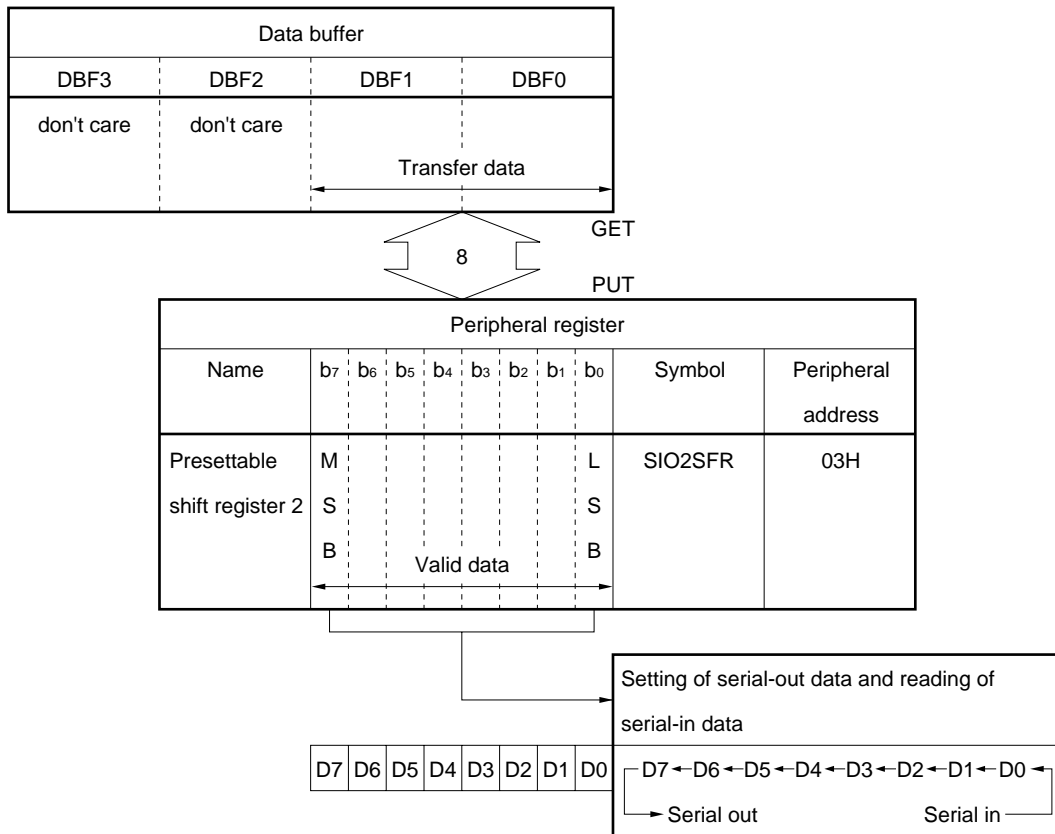 Data buffer
DBF3 DBF2 DBF1 DBF0
don't care don't care
Transfer data
GET
8
PUT
Peripheral register
Name b7 b6 b5 b4 b3 b2 b1 b0 Symbol Peripheral
address
Presettable M L SIO2SFR 03H
shift register 2 S S
B B
Valid data
Setting of serial-out data and reading of
serial-in data
D7 D6 D5 D4 D3 D2 D1 D0 D7 D6 D5 D4 D3 D2 D1 D0
Serial out Serial in